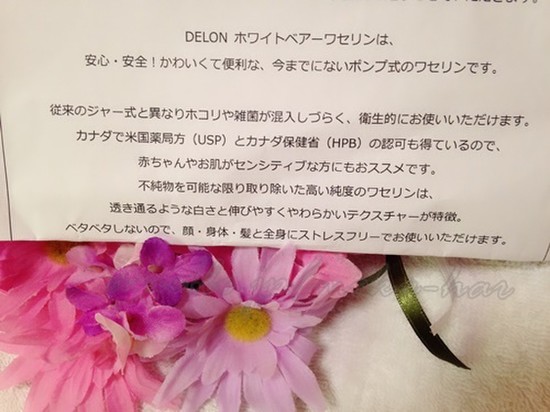 DELON ホワイトベアーワセリンは、
安心・安全！かわいくて便利な、今までにないポンプ式のワセリンです。
従来のジャー式と異なりホコリや雑菌が混入しづらく、衛生的にお使いいただけます。
カナダで米国薬局方（USP）とカナダ保健省（HPB）の認可も得ているので、
赤ちゃんやお肌がセンシティブな方にもおススメです。
不純物を可能な限り取り除いた高い純度のワセリンは、
透き通るような白さと伸びやすくやわらかいテクスチャーが特徴。
ベタベタしないので、顔・身体・髪と全身にストレスフリーでお使いいただけます。